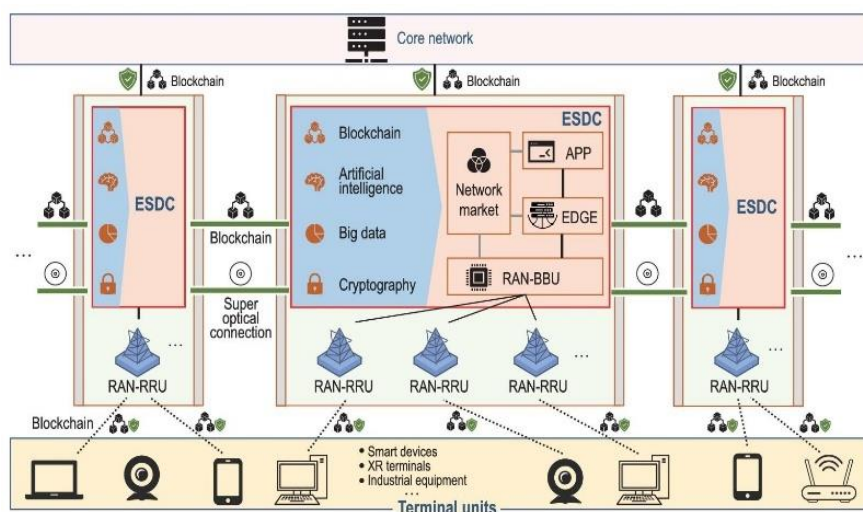 Core network
Blockchain
Blockchain
Blockchain
ESDC
ESDC
ESDC
Blockchain
Artificial
intelligence
Big data
Cryptography
Network
market
APP
EDGE
RAN-BBU
Blockchain
Super
optical
connection
...
...
...
RAN-RRU
...
RAN-RRU
RAN-RRU
RAN-RRU
...
RAN-RRU
Blockchain
• Smart devices
• XR terminals
• Industrial equipment
...
Terminal units